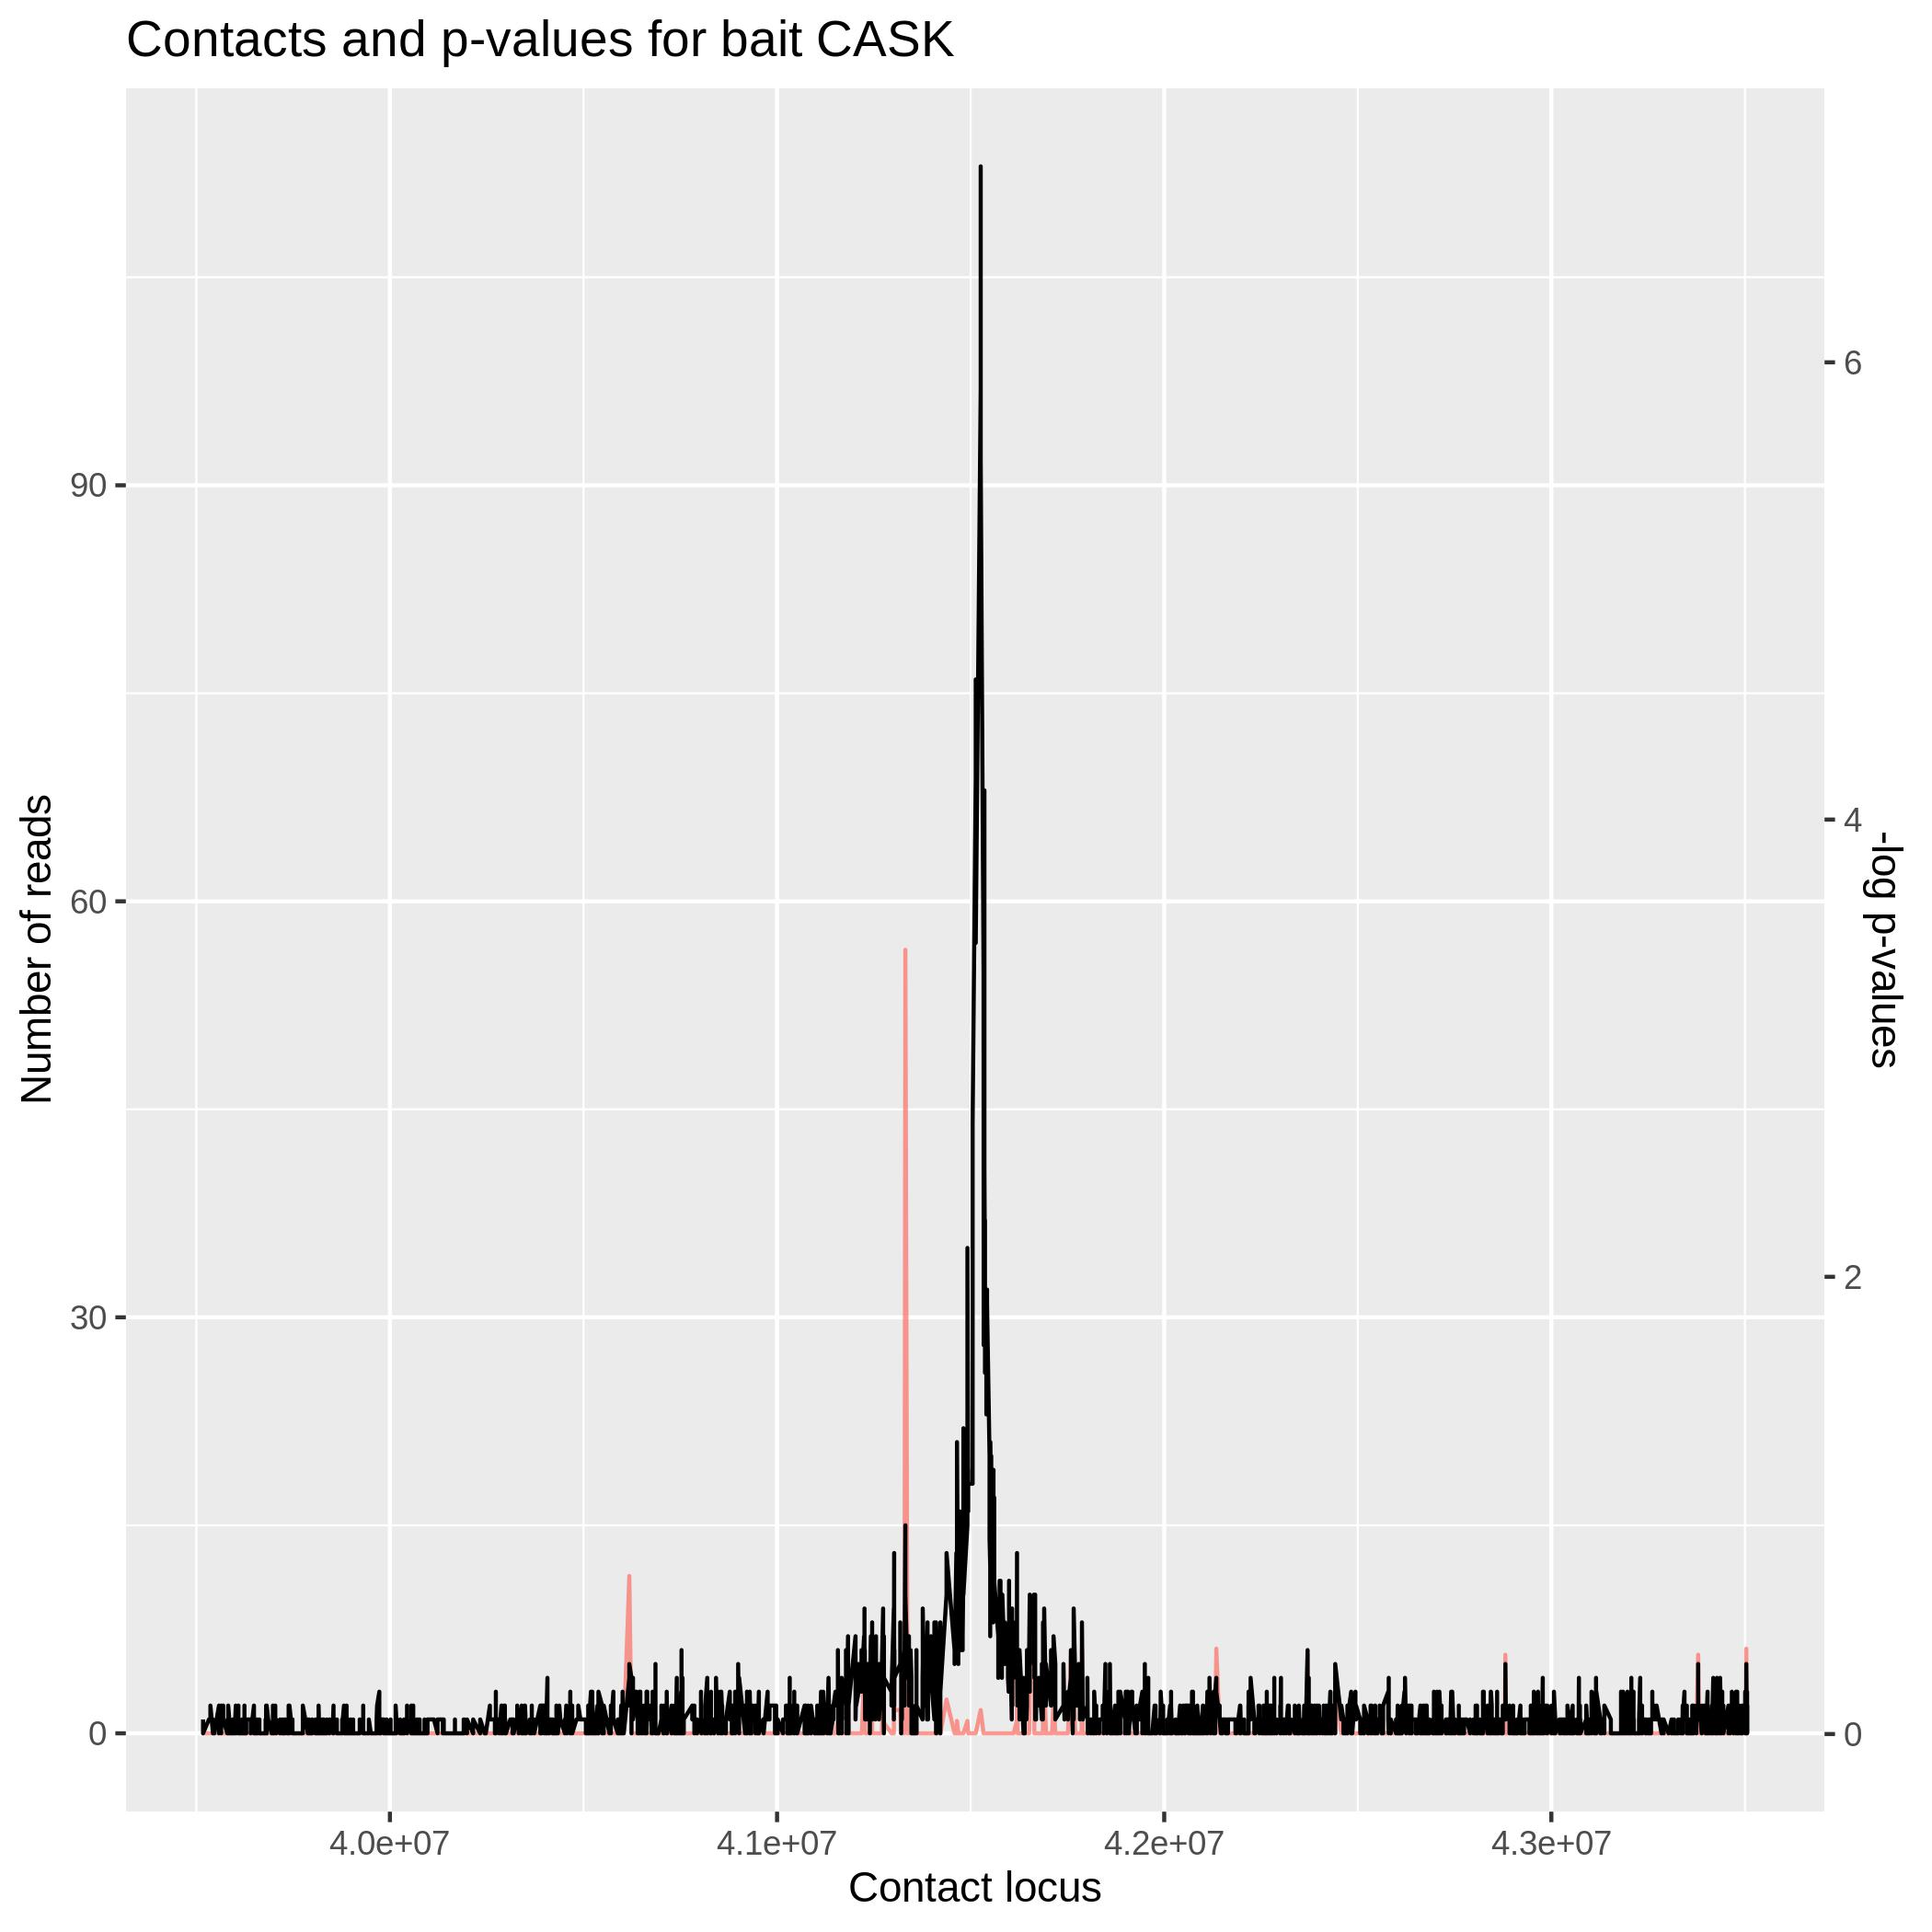 Contacts and p-values for bait CASK
Number of reads
90
60
30
0
6
4
2
0
-log p-values
4.0e+07 4.1e+07 4.2e+07 4.3e+07
Contact locus